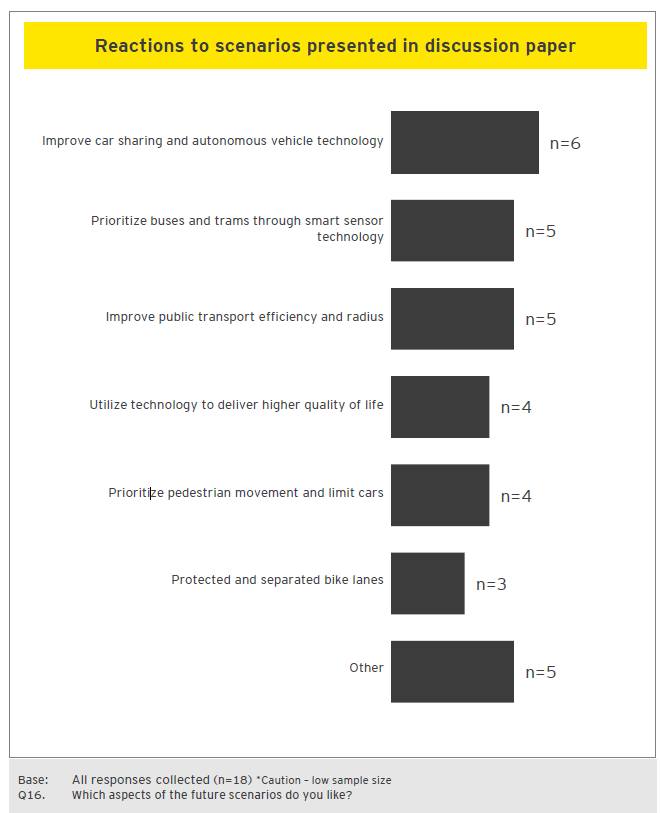 Reactions to scenarios presented in discussion paper
Improve car sharing and autonomous vehicle technology
n=6
Prioritize buses and trams through smart sensor
technology
n=5
Improve public transport efficiency and radius
n=5
Utilize technology to deliver higher quality of life
n=4
Prioritize pedestrian movement and limit cars
n=4
Protected and separated bike lanes
n=3
Other
n=5
Base: All responses collected (n=18) *Caution – low sample size
Q16. Which aspects of the future scenarios do you like?